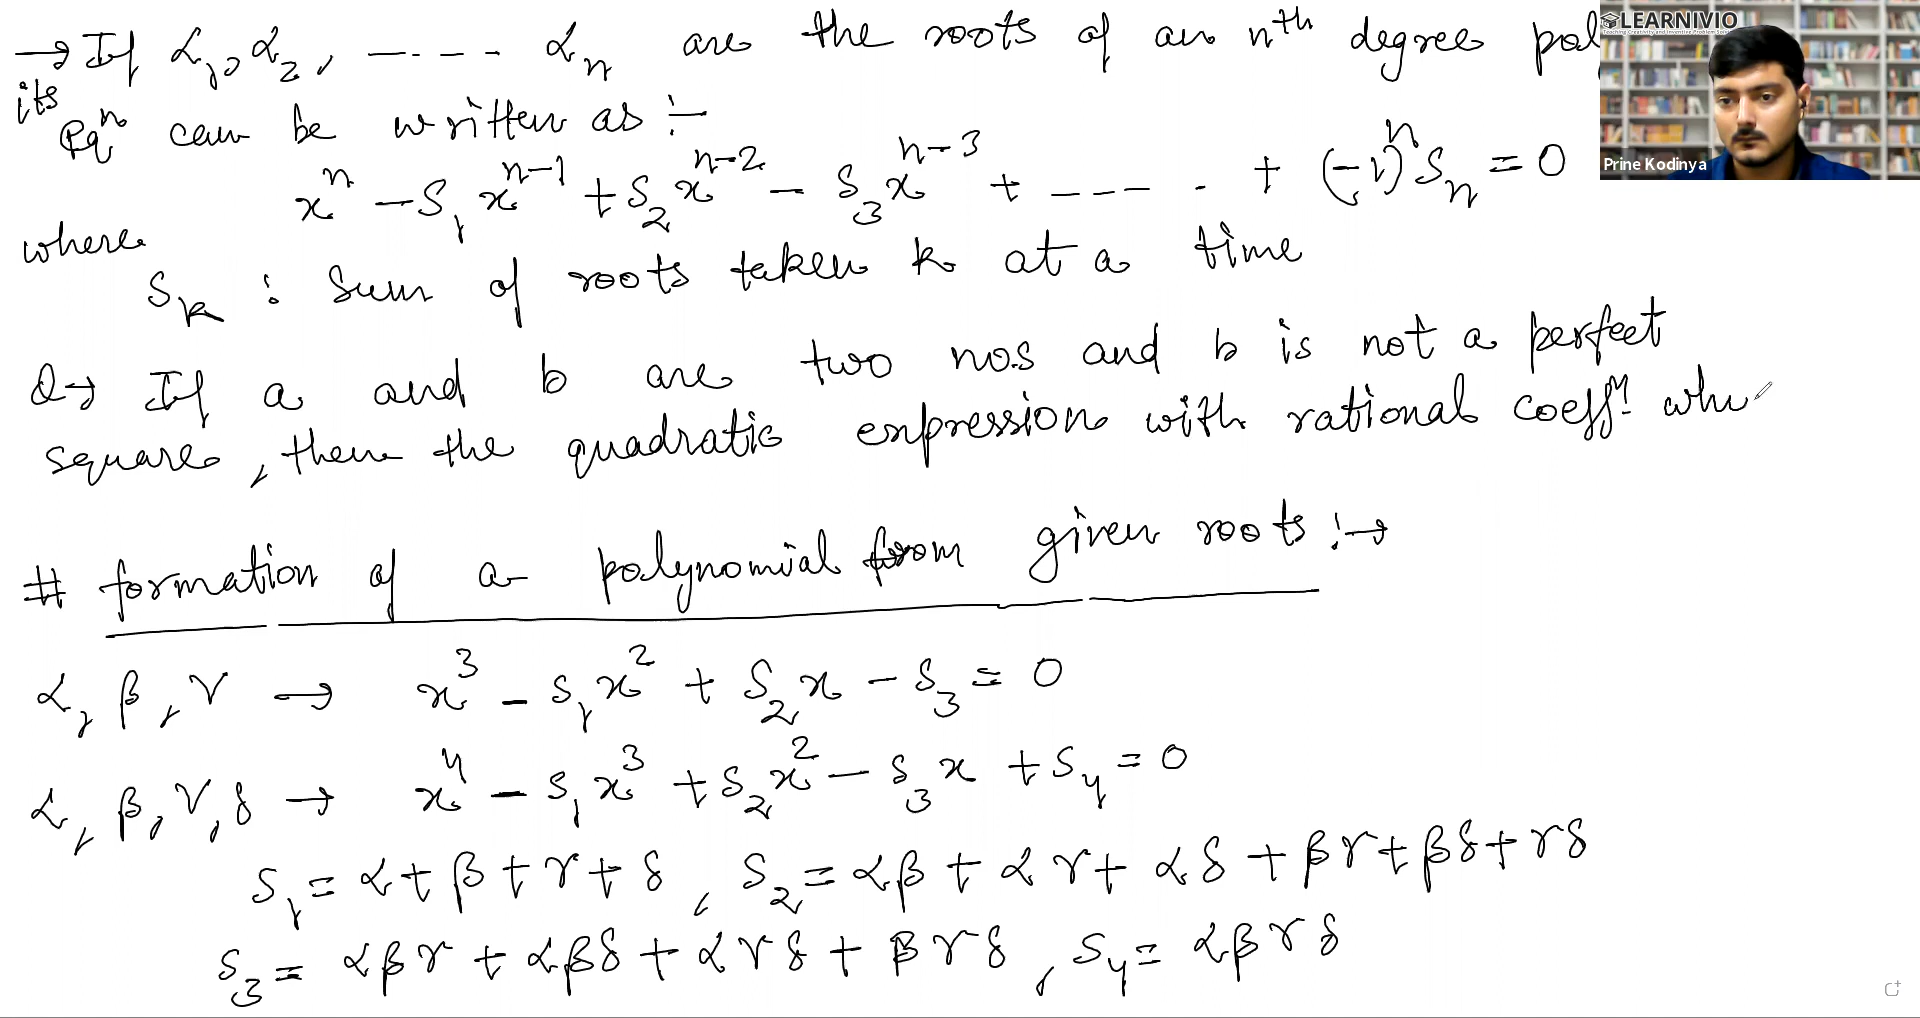 → If α₁, α₂, ----- αₙ are the roots of an nᵗʰ degree pol
LEARNIVIO
its Eqⁿ can be written as :-
Prine Kodinya
xⁿ - S₁xⁿ⁻¹ + S₂xⁿ⁻² - S₃xⁿ⁻³ + ----- + (-1)ⁿSₙ = 0
where
Sₖ : Sum of roots taken k at a time
Q→ If a and b are two nos and b is not a perfect
square, then the quadratic expression with rational coeffⁿ. whi
# formation of a polynomial from given roots :→
α, β, γ → x³ - S₁x² + S₂x - S₃ = 0
α, β, γ, δ → x⁴ - S₁x³ + S₂x² - S₃x + S₄ = 0
S₁ = α + β + γ + δ, S₂ = αβ + αγ + αδ + βγ + βδ + γδ
S₃ = αβγ + αβδ + αγδ + βγδ, S₄ = αβγδ